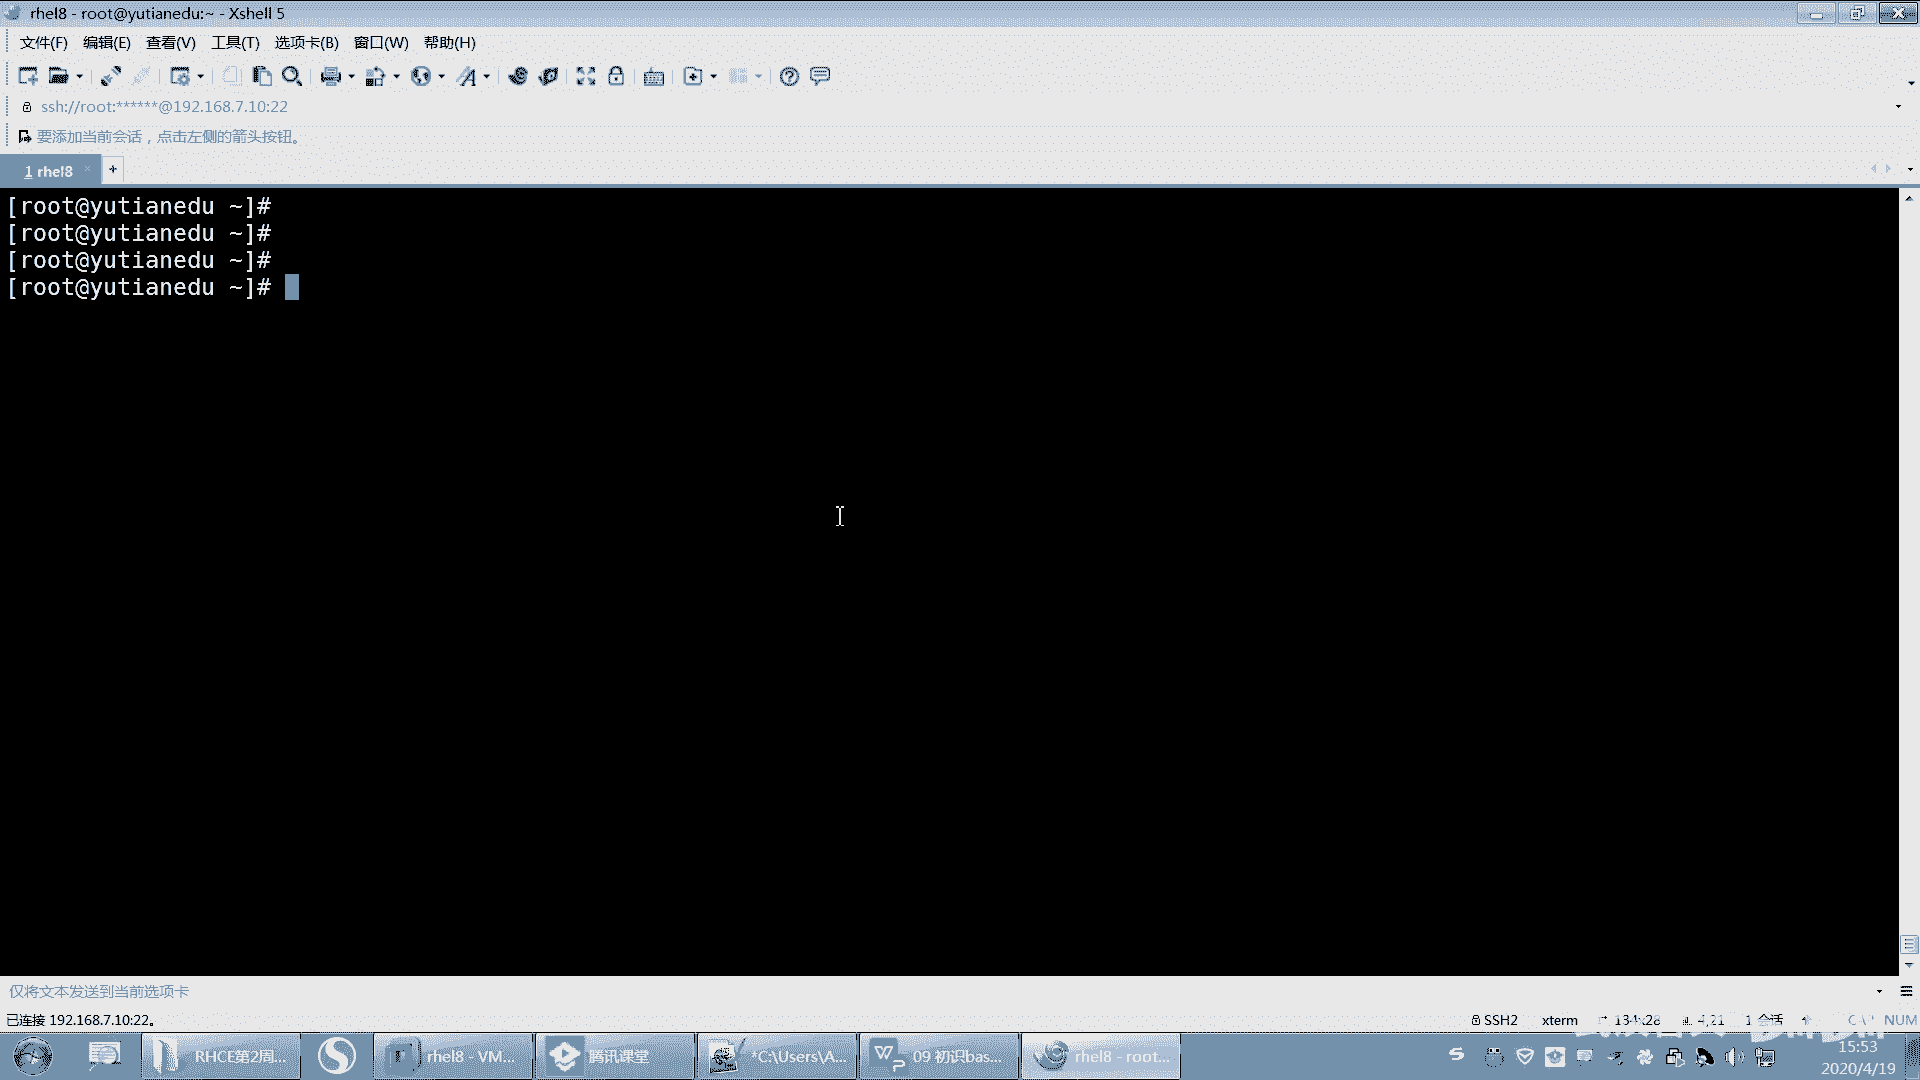 rhel8 - root@yutianedu:~ - Xshell 5
文件(F) 编辑(E) 查看(V) 工具(T) 选项卡(B) 窗口(W) 帮助(H)
ssh://root:******@192.168.7.10:22
要添加当前会话，点击左侧的箭头按钮。
1 rhel8
[root@yutianedu ~]#
[root@yutianedu ~]#
[root@yutianedu ~]#
[root@yutianedu ~]#
仅将文本发送到当前选项卡
已连接 192.168.7.10:22。
SSH2 xterm 134x28 4,21 1 会话 NUM
RHCE第2周... rhel8 - VM... 腾讯课堂 *C:\Users\A... 09 初识bas... rhel8 - root...
15:53
2020/4/19